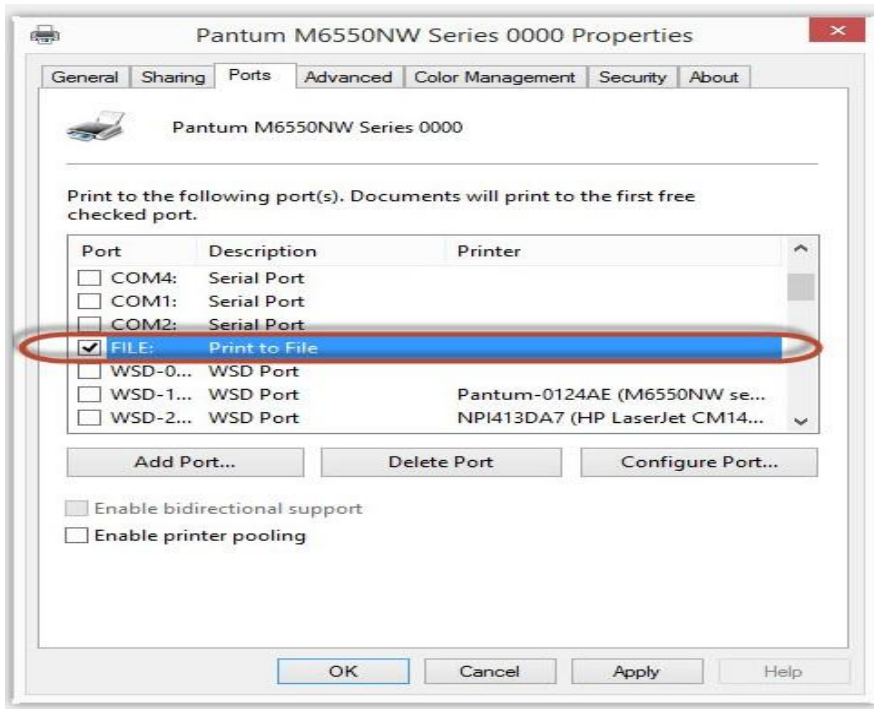 Pantum M6550NW Series 0000 Properties
General Sharing Ports Advanced Color Management Security About
Pantum M6550NW Series 0000
Print to the following port(s). Documents will print to the first free
checked port.
Port Description Printer
COM4: Serial Port
COM1: Serial Port
COM2: Serial Port
FILE: Print to File
WSD-0... WSD Port
WSD-1... WSD Port Pantum-0124AE (M6550NW se...
WSD-2... WSD Port NPI413DA7 (HP LaserJet CM14...
Add Port... Delete Port Configure Port...
Enable bidirectional support
Enable printer pooling
OK Cancel Apply Help